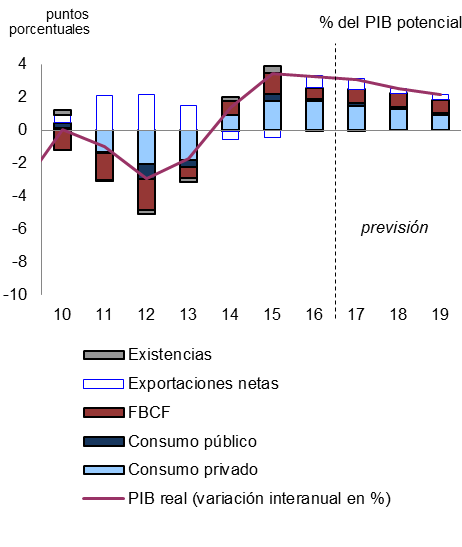 puntos
porcentuales
% del PIB potencial
4
2
0
-2
-4
-6
-8
-10
previsión
10 11 12 13 14 15 16 17 18 19
Existencias
Exportaciones netas
FBCF
Consumo público
Consumo privado
PIB real (variación interanual en %)